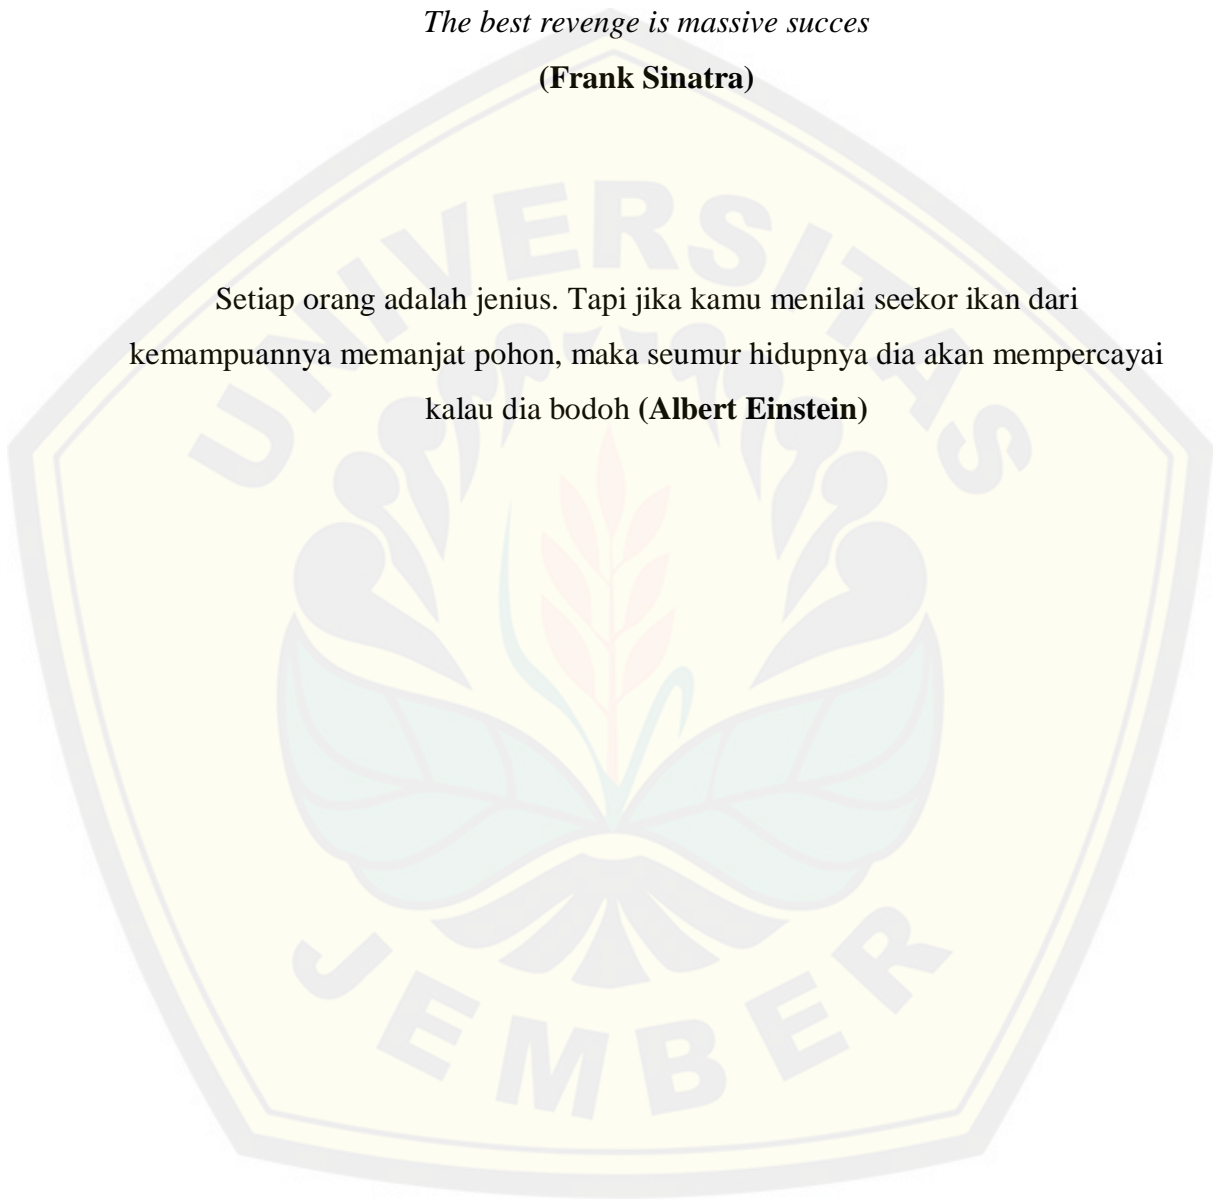 The best revenge is massive succes
(Frank Sinatra)
Setiap orang adalah jenius. Tapi jika kamu menilai seekor ikan dari
kemampuannya memanjat pohon, maka seumur hidupnya dia akan mempercayai
kalau dia bodoh (Albert Einstein)
UNIVERSITAS
JEMBER